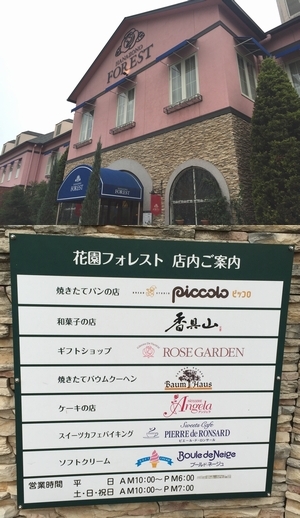 HANAZONO
FOREST
FOREST
花園フォレスト 店内ご案内
焼きたてパンの店 piccolo ピッコロ
和菓子の店 香具山
ギフトショップ ROSE GARDEN
焼きたてバウムクーヘン Baum Haus
ケーキの店 Angela
スイーツカフェバイキング Sweets Cafe PIERRE de RONSARD
ソフトクリーム Boule de Neige ブール・ド・ネージュ
営業時間 平 日 AM10:00〜PM6:00
土・日・祝日 AM10:00〜PM7:00